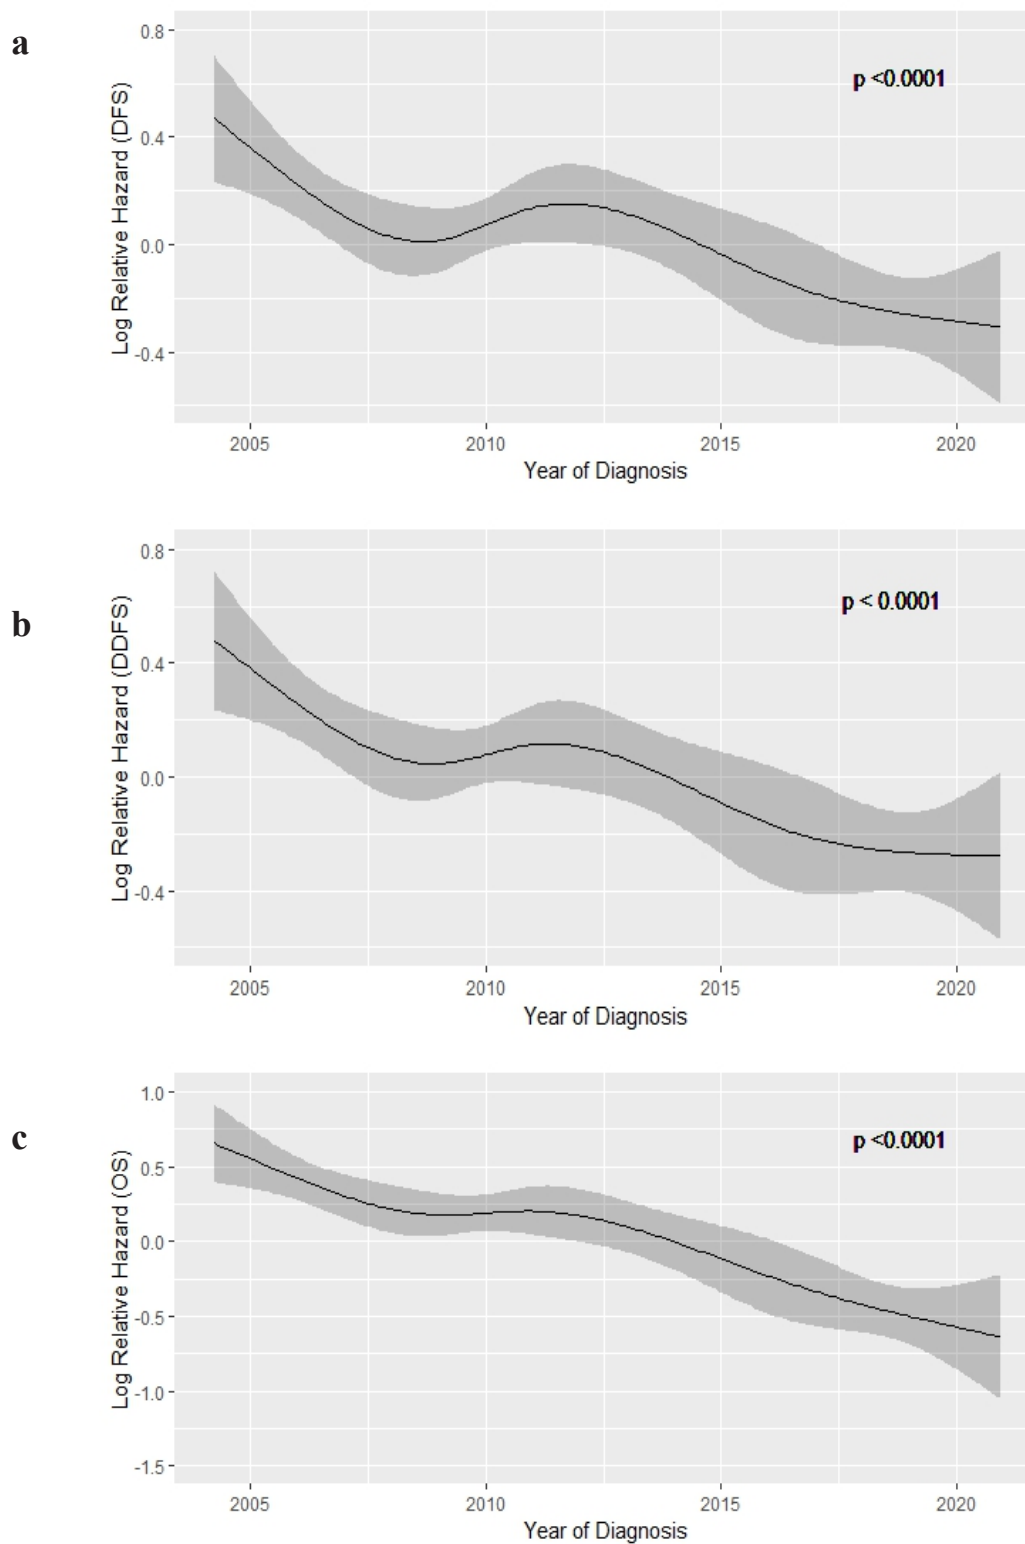 a
Log Relative Hazard (DFS)
0.8
0.4
0.0
-0.4
p <0.0001
2005 2010 2015 2020
Year of Diagnosis
b
Log Relative Hazard (DDFS)
0.8
0.4
0.0
-0.4
p < 0.0001
2005 2010 2015 2020
Year of Diagnosis
c
Log Relative Hazard (OS)
1.0
0.5
0.0
-0.5
-1.0
-1.5
p <0.0001
2005 2010 2015 2020
Year of Diagnosis